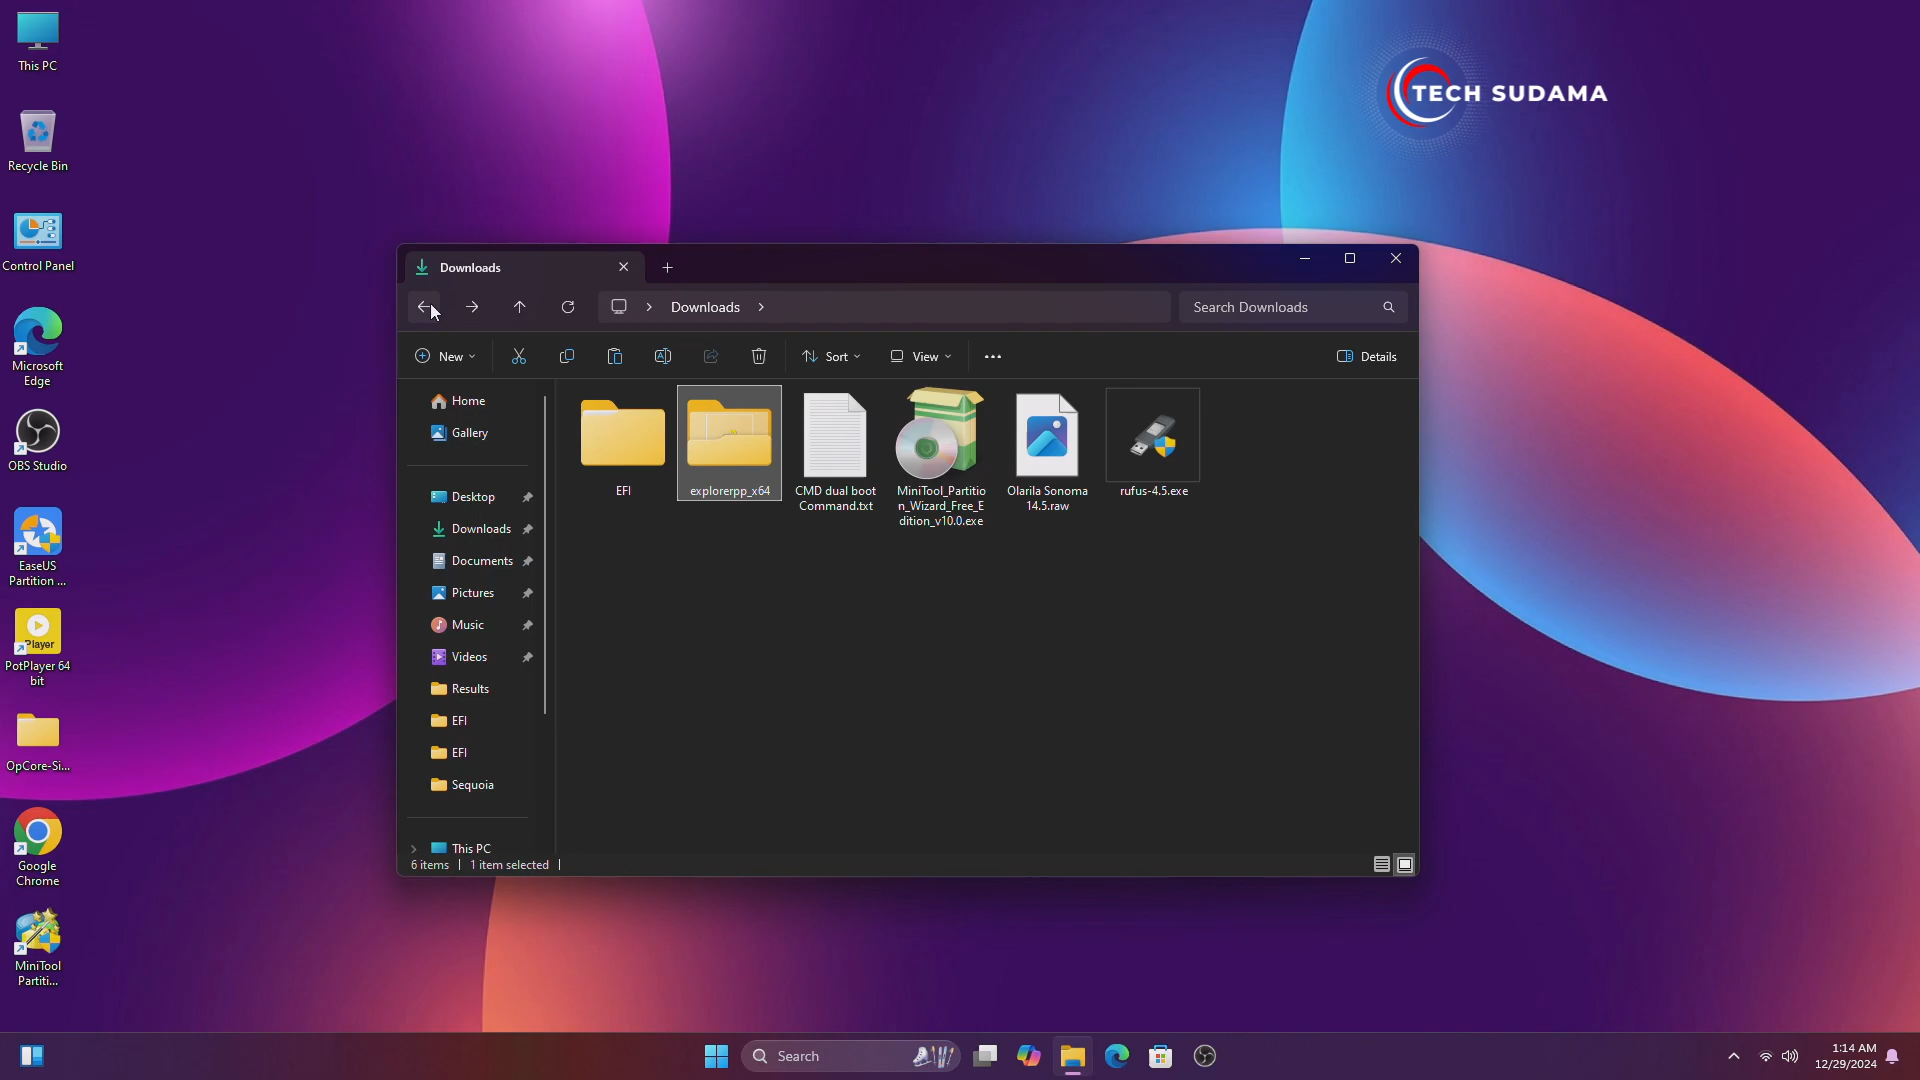 This PC
Recycle Bin
Control Panel
Microsoft
Edge
OBS Studio
EaseUS
Partition ...
Player
PotPlayer 64
bit
OpCore-Si...
Google
Chrome
MiniTool
Partiti...
TECH SUDAMA
Downloads
Downloads
Search Downloads
New
Sort
View
Details
Home
Gallery
Desktop
Downloads
Documents
Pictures
Music
Videos
Results
EFI
EFI
Sequoia
This PC
EFI
explorerpp_x64
CMD dual boot
Command.txt
MiniTool_Partitio
n_Wizard_Free_E
dition_v10.0.exe
Olarila Sonoma
14.5.raw
rufus-4.5.exe
6 items
1 item selected
Search
1:14 AM
12/29/2024